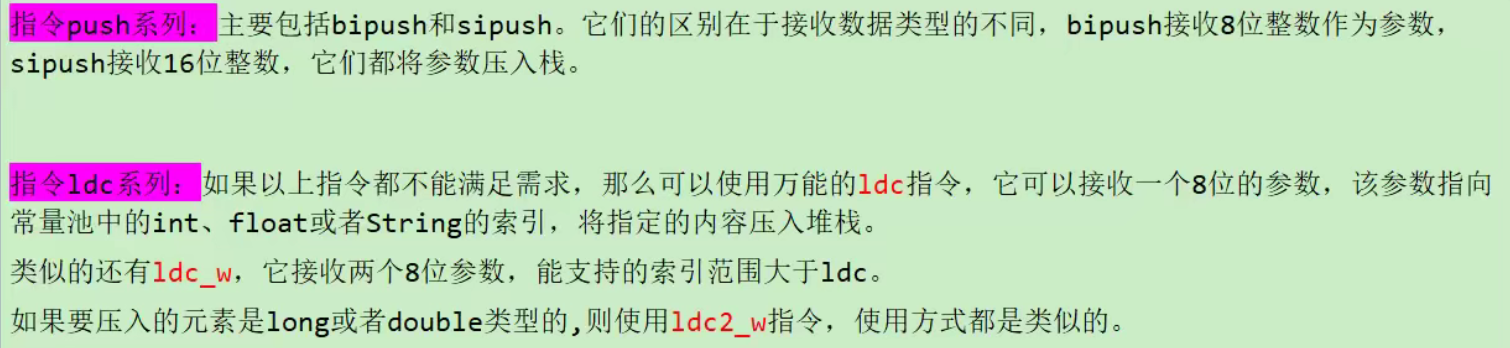 指令push系列：主要包括bipush和sipush。它们的区别在于接收数据类型的不同，bipush接收8位整数作为参数，
sipush接收16位整数，它们都将参数压入栈。
指令ldc系列：如果以上指令都不能满足需求，那么可以使用万能的ldc指令，它可以接收一个8位的参数，该参数指向
常量池中的int、float或者String的索引，将指定的内容压入堆栈。
类似的还有ldc_w，它接收两个8位参数，能支持的索引范围大于ldc。
如果要压入的元素是long或者double类型的,则使用ldc2_w指令，使用方式都是类似的。